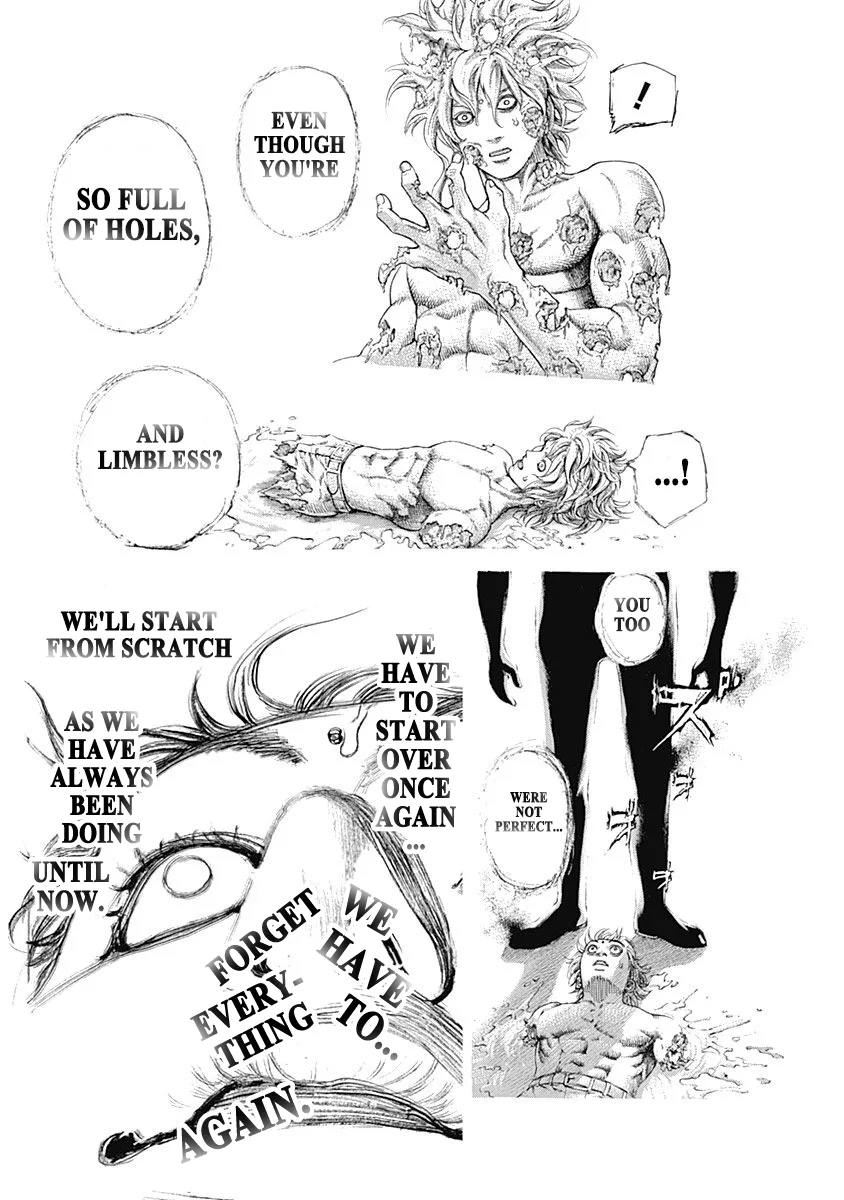 !
EVEN
THOUGH
YOU'RE
SO FULL
OF HOLES,
...!
AND
LIMBLESS?
YOU
TOO
ズ
WERE
NOT
PERFECT...
WE
HAVE
TO
START
OVER
ONCE
AGAIN
...
WE'LL START
FROM SCRATCH
AS WE
HAVE
ALWAYS
BEEN
DOING
UNTIL
NOW.
WE
HAVE
TO...
FORGET
EVERY-
THING
AGAIN.